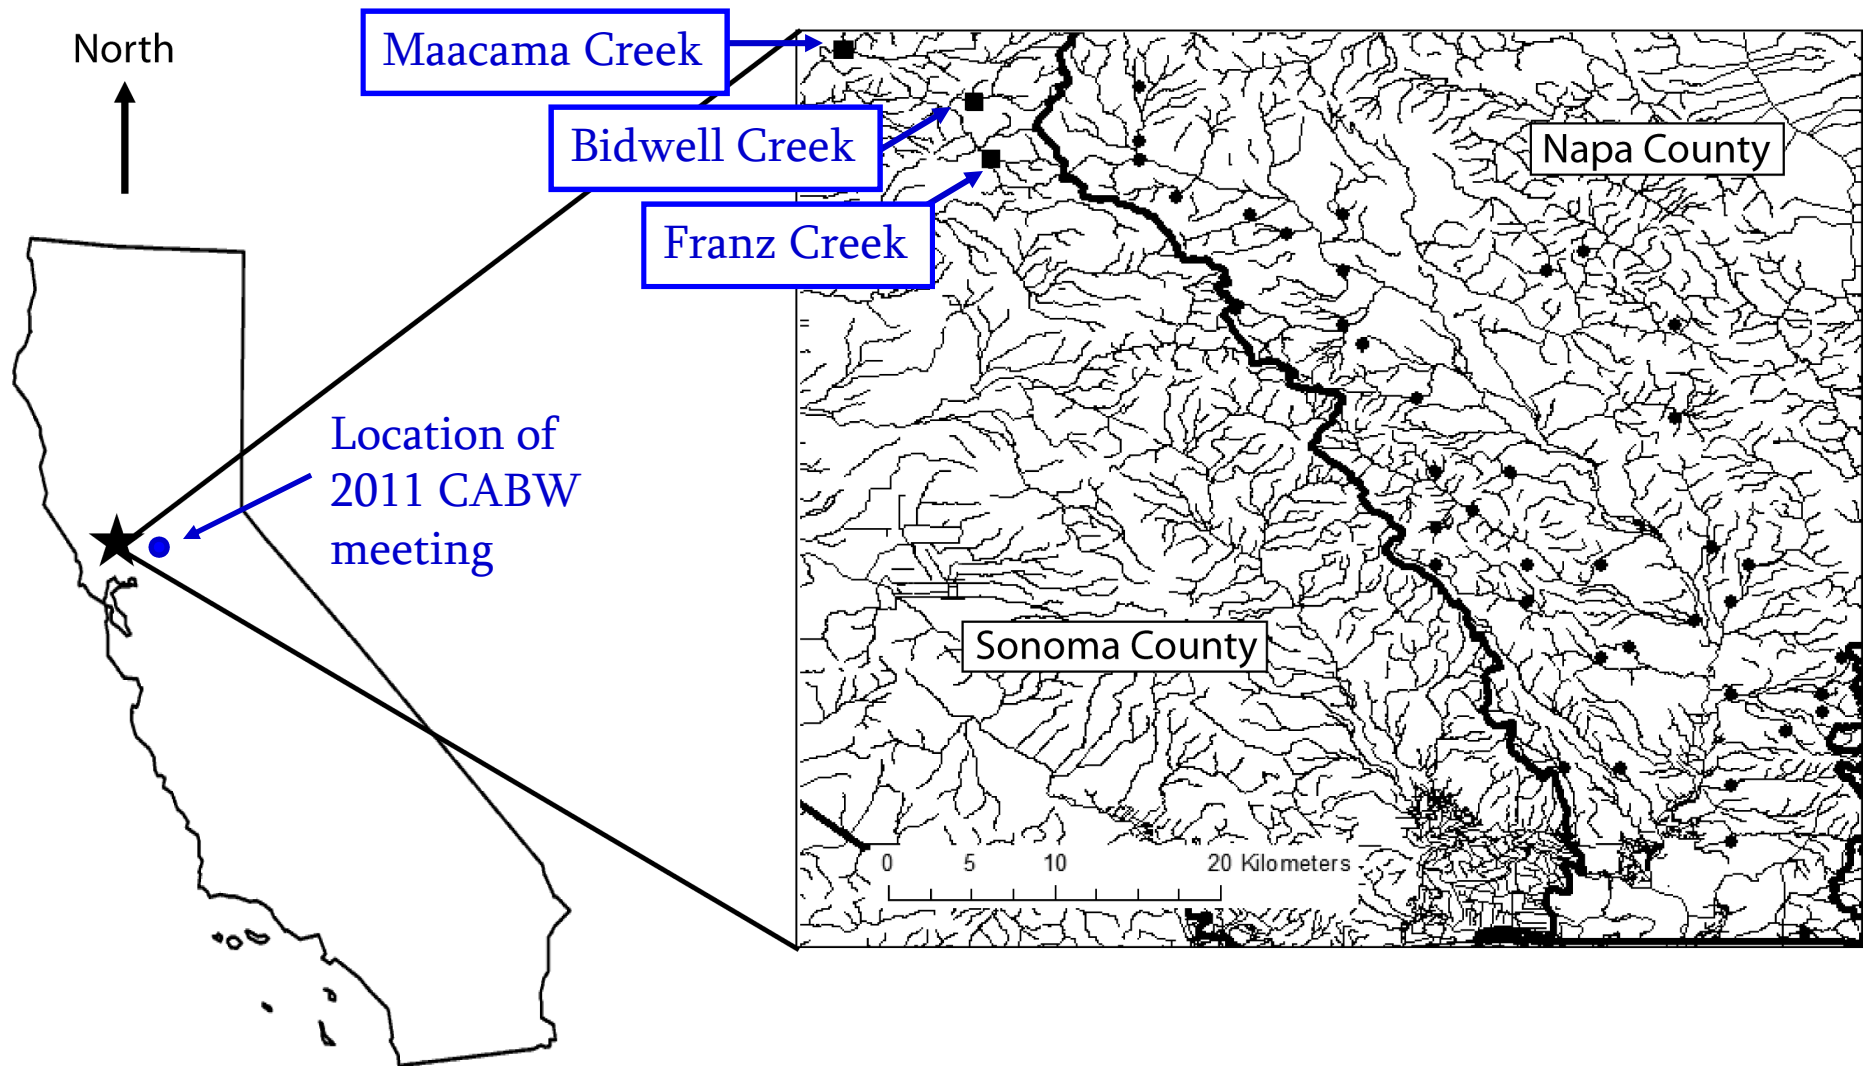 North
Maacama Creek
Bidwell Creek
Franz Creek
Napa County
Location of
2011 CABW
meeting
Sonoma County
0 5 10 20 Kilometers